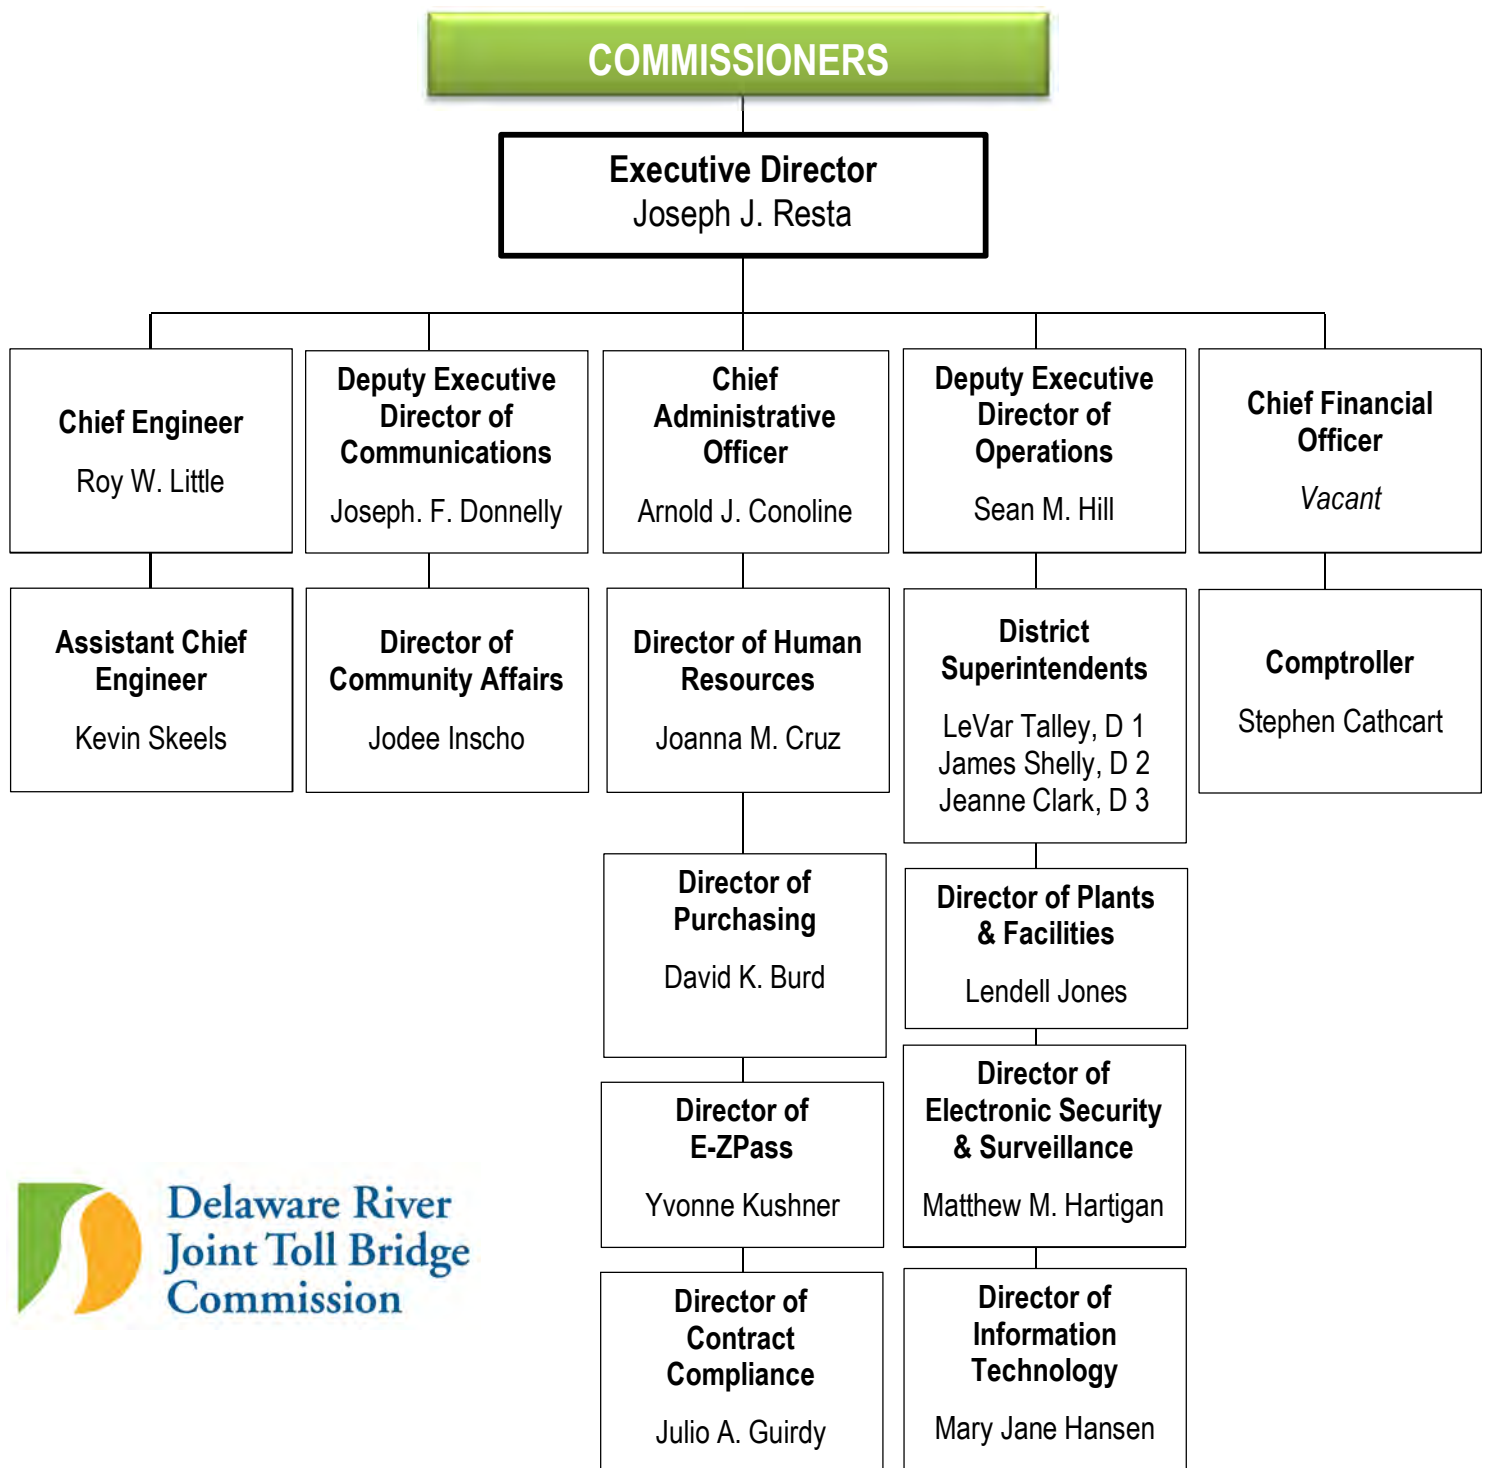 COMMISSIONERS
Executive Director
Joseph J. Resta
Chief Engineer
Roy W. Little
Deputy Executive
Director of
Communications
Joseph. F. Donnelly
Chief
Administrative
Officer
Arnold J. Conoline
Deputy Executive
Director of
Operations
Sean M. Hill
Chief Financial
Officer
Vacant
Assistant Chief
Engineer
Kevin Skeels
Director of
Community Affairs
Jodee Inscho
Director of Human
Resources
Joanna M. Cruz
District
Superintendents
LeVar Talley, D 1
James Shelly, D 2
Jeanne Clark, D 3
Comptroller
Stephen Cathcart
Director of
Purchasing
David K. Burd
Director of Plants
& Facilities
Lendell Jones
Director of
E-ZPass
Yvonne Kushner
Director of
Electronic Security
& Surveillance
Matthew M. Hartigan
Director of
Contract
Compliance
Julio A. Guirdy
Director of
Information
Technology
Mary Jane Hansen
Delaware River
Joint Toll Bridge
Commission